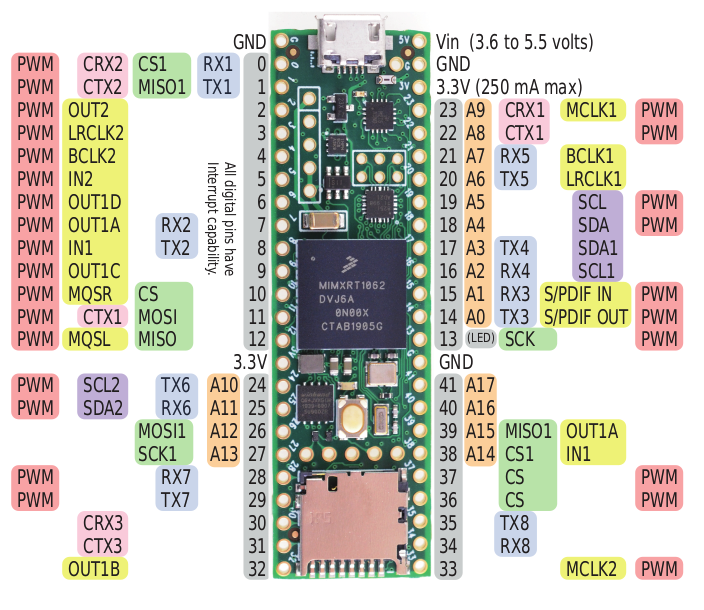 GND Vin (3.6 to 5.5 volts)
PWM CRX2 CS1 RX1 0 GND
PWM CTX2 MISO1 TX1 1 3.3V (250 mA max)
PWM OUT2 2 23 A9 CRX1 MCLK1 PWM
PWM LRCLK2 3 22 A8 CTX1 PWM
PWM BCLK2 4 21 A7 RX5 BCLK1
PWM IN2 5 20 A6 TX5 LRCLK1
PWM OUT1D 6 19 A5 SCL PWM
PWM OUT1A RX2 7 18 A4 SDA PWM
PWM IN1 TX2 8 17 A3 TX4 SDA1
PWM OUT1C 9 16 A2 RX4 SCL1
PWM MQSR CS 10 15 A1 RX3 S/PDIF IN PWM
PWM CTX1 MOSI 11 14 A0 TX3 S/PDIF OUT PWM
PWM MQSL MISO 12 13 (LED) SCK PWM
3.3V GND
PWM SCL2 TX6 A10 24 41 A17
PWM SDA2 RX6 A11 25 40 A16
MOSI1 A12 26 39 A15 MISO1 OUT1A
SCK1 A13 27 38 A14 CS1 IN1
PWM RX7 28 37 CS PWM
PWM TX7 29 36 CS PWM
CRX3 30 35 TX8
CTX3 31 34 RX8
OUT1B 32 33 MCLK2 PWM
All digital pins have
Interrupt capability.
MIMXRT1062
DVJ6A
0N00X
CTAB1905G